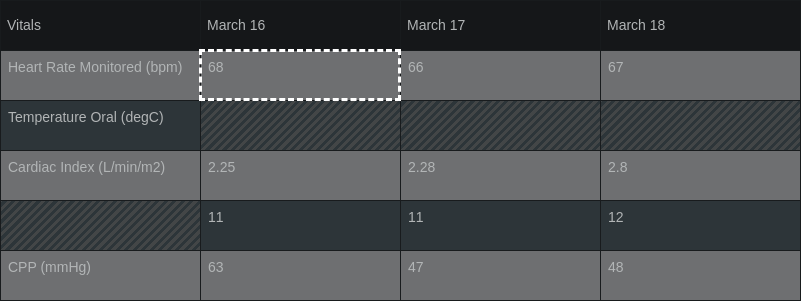 Vitals March 16 March 17 March 18
Heart Rate Monitored (bpm) 68 66 67
Temperature Oral (degC)
Cardiac Index (L/min/m2) 2.25 2.28 2.8
11 11 12
CPP (mmHg) 63 47 48